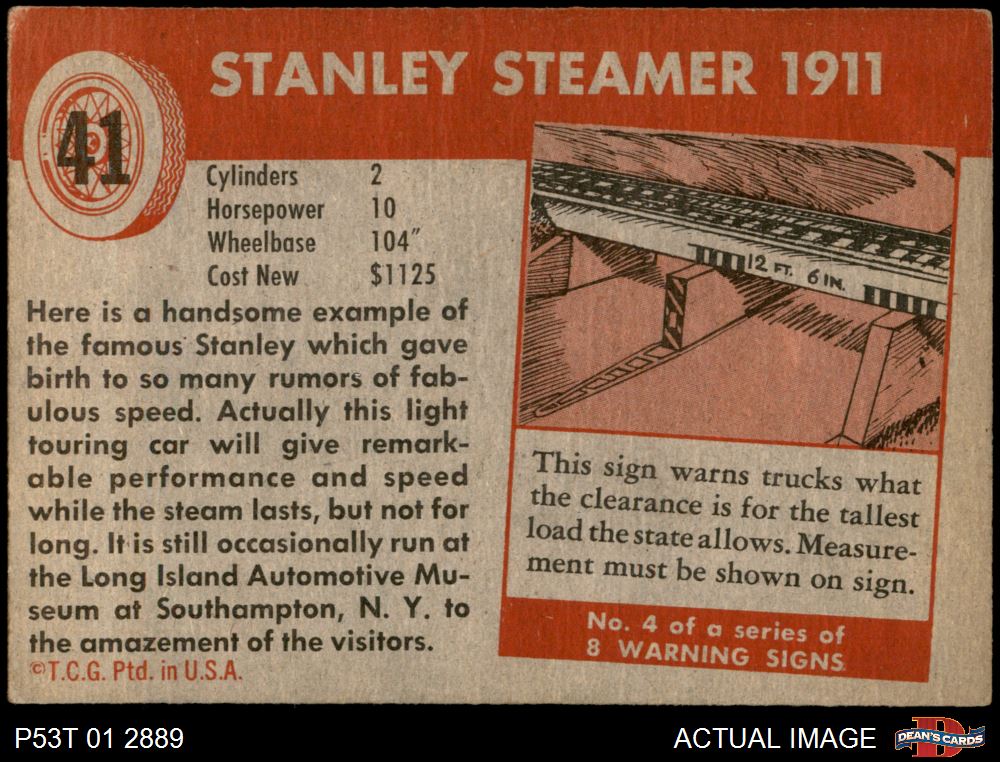 STANLEY STEAMER 1911
41
Cylinders 2
Horsepower 10
Wheelbase 104"
Cost New $1125
Here is a handsome example of
the famous Stanley which gave
birth to so many rumors of fab-
ulous speed. Actually this light
touring car will give remark-
able performance and speed
while the steam lasts, but not for
long. It is still occasionally run at
the Long Island Automotive Mu-
seum at Southampton, N. Y. to
the amazement of the visitors.
©T.C.G. Ptd. in U.S.A.
12 FT. 6 IN.
This sign warns trucks what
the clearance is for the tallest
load the state allows. Measure-
ment must be shown on sign.
No. 4 of a series of
8 WARNING SIGNS
P53T 01 2889
ACTUAL IMAGE
DEAN'S CARDS